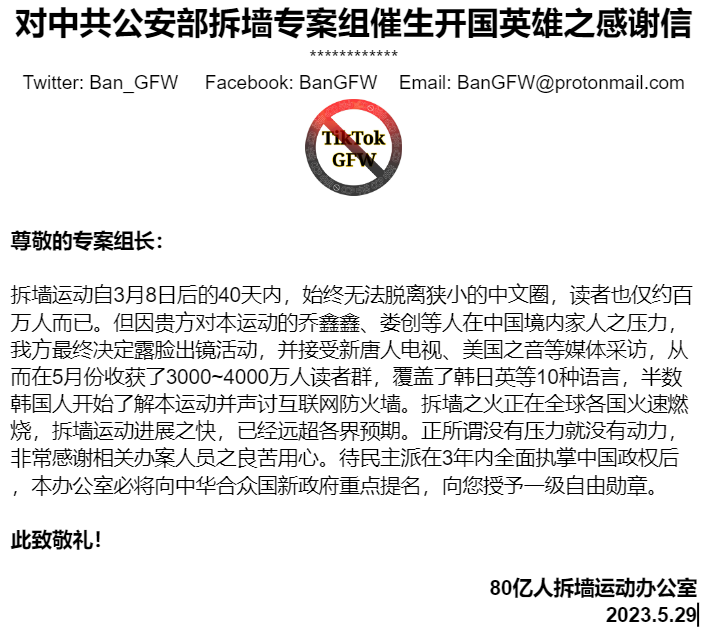 对中共公安部拆墙专案组催生开国英雄之感谢信
************
Twitter: Ban_GFW Facebook: BanGFW Email: BanGFW@protonmail.com
TikTok
GFW
尊敬的专案组长：
拆墙运动自3月8日后的40天内，始终无法脱离狭小的中文圈，读者也仅约百
万人而已。但因贵方对本运动的乔鑫鑫、娄创等人在中国境内家人之压力，
我方最终决定露脸出镜活动，并接受新唐人电视、美国之音等媒体采访，从
而在5月份收获了3000~4000万人读者群，覆盖了韩日英等10种语言，半数
韩国人开始了解本运动并声讨互联网防火墙。拆墙之火正在全球各国火速燃
烧，拆墙运动进展之快，已经远超各界预期。正所谓没有压力就没有动力，
非常感谢相关办案人员之良苦用心。待民主派在3年内全面执掌中国政权后
，本办公室必将向中华合众国新政府重点提名，向您授予一级自由勋章。
此致敬礼！
80亿人拆墙运动办公室
2023.5.29